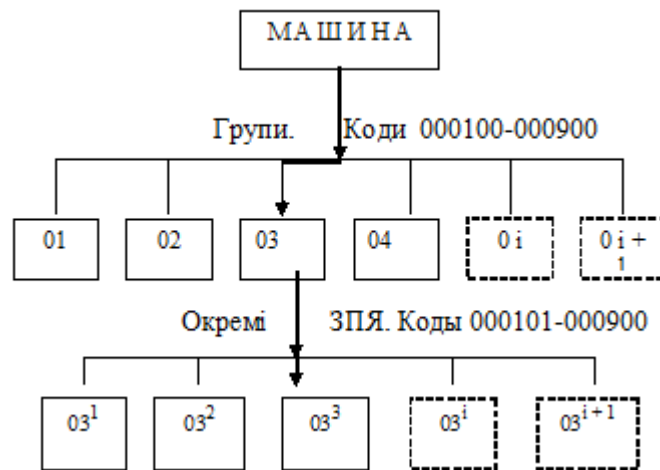 МАШИНА
Групи. Коди 000100-000900
01 02 03 04 0 i 0 i +
1
Окремі ЗПЯ. Коды 000101-000900
03¹ 03² 03³ 03ⁱ 03ⁱ⁺¹